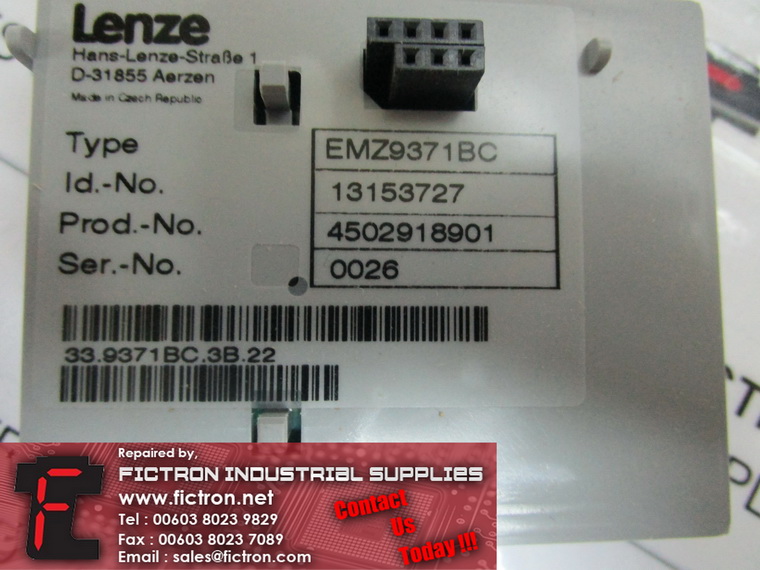 Lenze
Hans-Lenze-Straße 1
D-31855 Aerzen
Made in Czech Republic
Type EMZ9371BC
Id.-No. 13153727
Prod.-No. 4502918901
Ser.-No. 0026
33.9371BC.3B.22
Repaired by,
FICTRON INDUSTRIAL SUPPLIES
www.fictron.net
Tel : 00603 8023 9829
Fax : 00603 8023 7089
Email : sales@fictron.com
Contact
Us
Today !!!